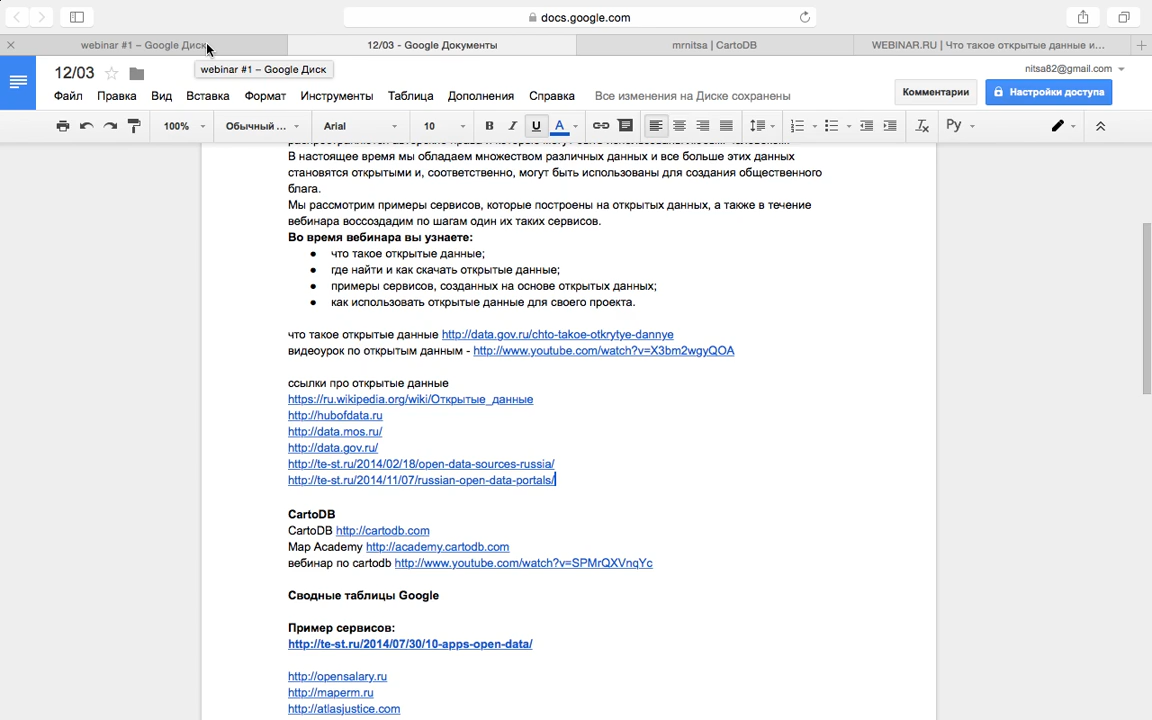 docs.google.com
webinar #1 – Google Диск
12/03 - Google Документы
mrnitsa | CartoDB
WEBINAR.RU | Что такое открытые данные и...
12/03
webinar #1 – Google Диск
nitsa82@gmail.com
Файл Правка Вид Вставка Формат Инструменты Таблица Дополнения Справка Все изменения на Диске сохранены
Комментарии
Настройки доступа
100% Обычный ... Arial 10 B I U A Ру
В настоящее время мы обладаем множеством различных данных и все больше этих данных
становятся открытыми и, соответственно, могут быть использованы для создания общественного
блага.
Мы рассмотрим примеры сервисов, которые построены на открытых данных, а также в течение
вебинара воссоздадим по шагам один их таких сервисов.
Во время вебинара вы узнаете:
● что такое открытые данные;
● где найти и как скачать открытые данные;
● примеры сервисов, созданных на основе открытых данных;
● как использовать открытые данные для своего проекта.
что такое открытые данные http://data.gov.ru/chto-takoe-otkrytye-dannye
видеоурок по открытым данным - http://www.youtube.com/watch?v=X3bm2wgyQOA
ссылки про открытые данные
https://ru.wikipedia.org/wiki/Открытые_данные
http://hubofdata.ru
http://data.mos.ru/
http://data.gov.ru/
http://te-st.ru/2014/02/18/open-data-sources-russia/
http://te-st.ru/2014/11/07/russian-open-data-portals/
CartoDB
CartoDB http://cartodb.com
Map Academy http://academy.cartodb.com
вебинар по cartodb http://www.youtube.com/watch?v=SPMrQXVnqYc
Сводные таблицы Google
Пример сервисов:
http://te-st.ru/2014/07/30/10-apps-open-data/
http://opensalary.ru
http://maperm.ru
http://atlasjustice.com